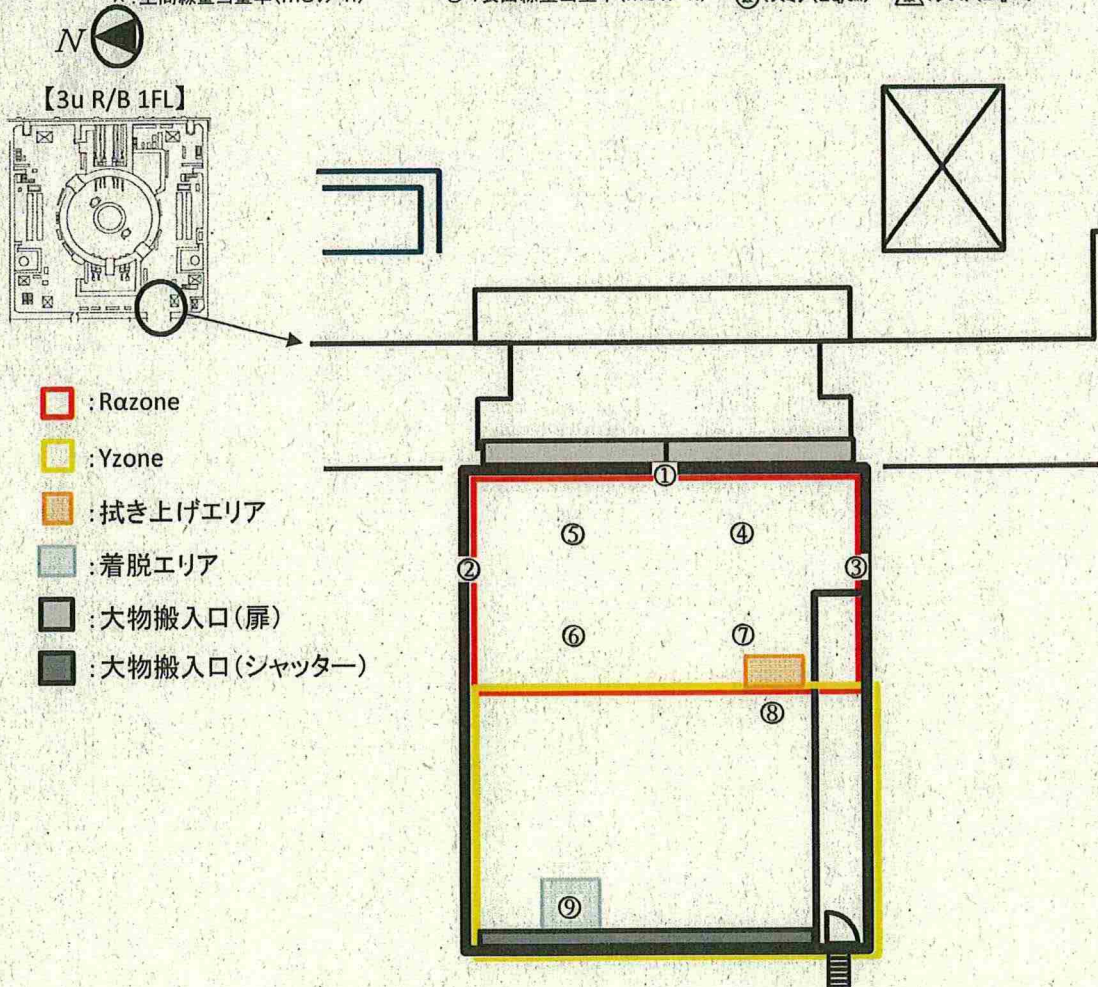 N
【3u R/B 1FL】
:Rαzone
:Yzone
:拭き上げエリア
:着脱エリア
:大物搬入口(扉)
:大物搬入口(シャッター)
①
⑤ ④
② ③
⑥ ⑦
⑧
⑨